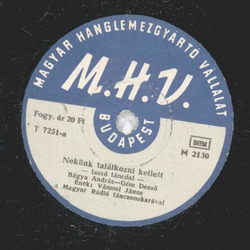 MAGYAR HANGLEMEZGYÁRTÓ VÁLLALAT
M.H.V.
BUDAPEST
Fogy. ár 20 Ft
T 7251-a
BIEM
M 2130
Nekünk találkozni kellett
— lassú táncdal —
Bágya András—Gém Dezső
Ének: Vámosi János
a Magyar Rádió tánczenekarával